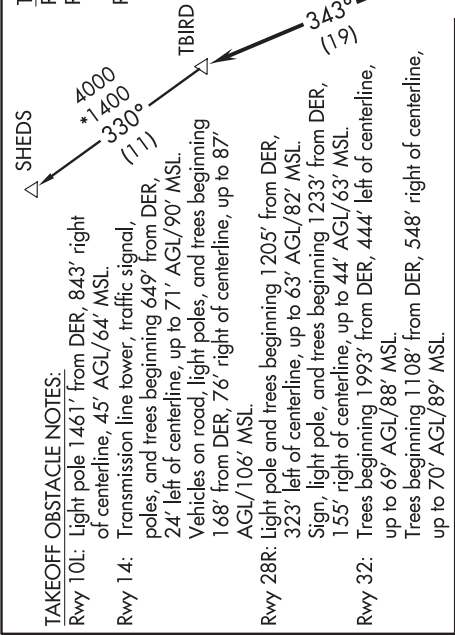 SHEDS
4000
*1400
330°
(11)
TBIRD
343°
(19)
TAKEOFF OBSTACLE NOTES:
Rwy 10L: Light pole 1461' from DER, 843' right
of centerline, 45' AGL/64' MSL.
Rwy 14: Transmission line tower, traffic signal,
poles, and trees beginning 649' from DER,
24' left of centerline, up to 71' AGL/90' MSL.
Vehicles on road, light poles, and trees beginning
168' from DER, 76' right of centerline, up to 87'
AGL/106' MSL.
Rwy 28R: Light pole and trees beginning 1205' from DER,
323' left of centerline, up to 63' AGL/82' MSL.
Sign, light pole, and trees beginning 1233' from DER,
155' right of centerline, up to 44' AGL/63' MSL.
Rwy 32: Trees beginning 1993' from DER, 444' left of centerline,
up to 69' AGL/88' MSL.
Trees beginning 1108' from DER, 548' right of centerline,
up to 70' AGL/89' MSL.